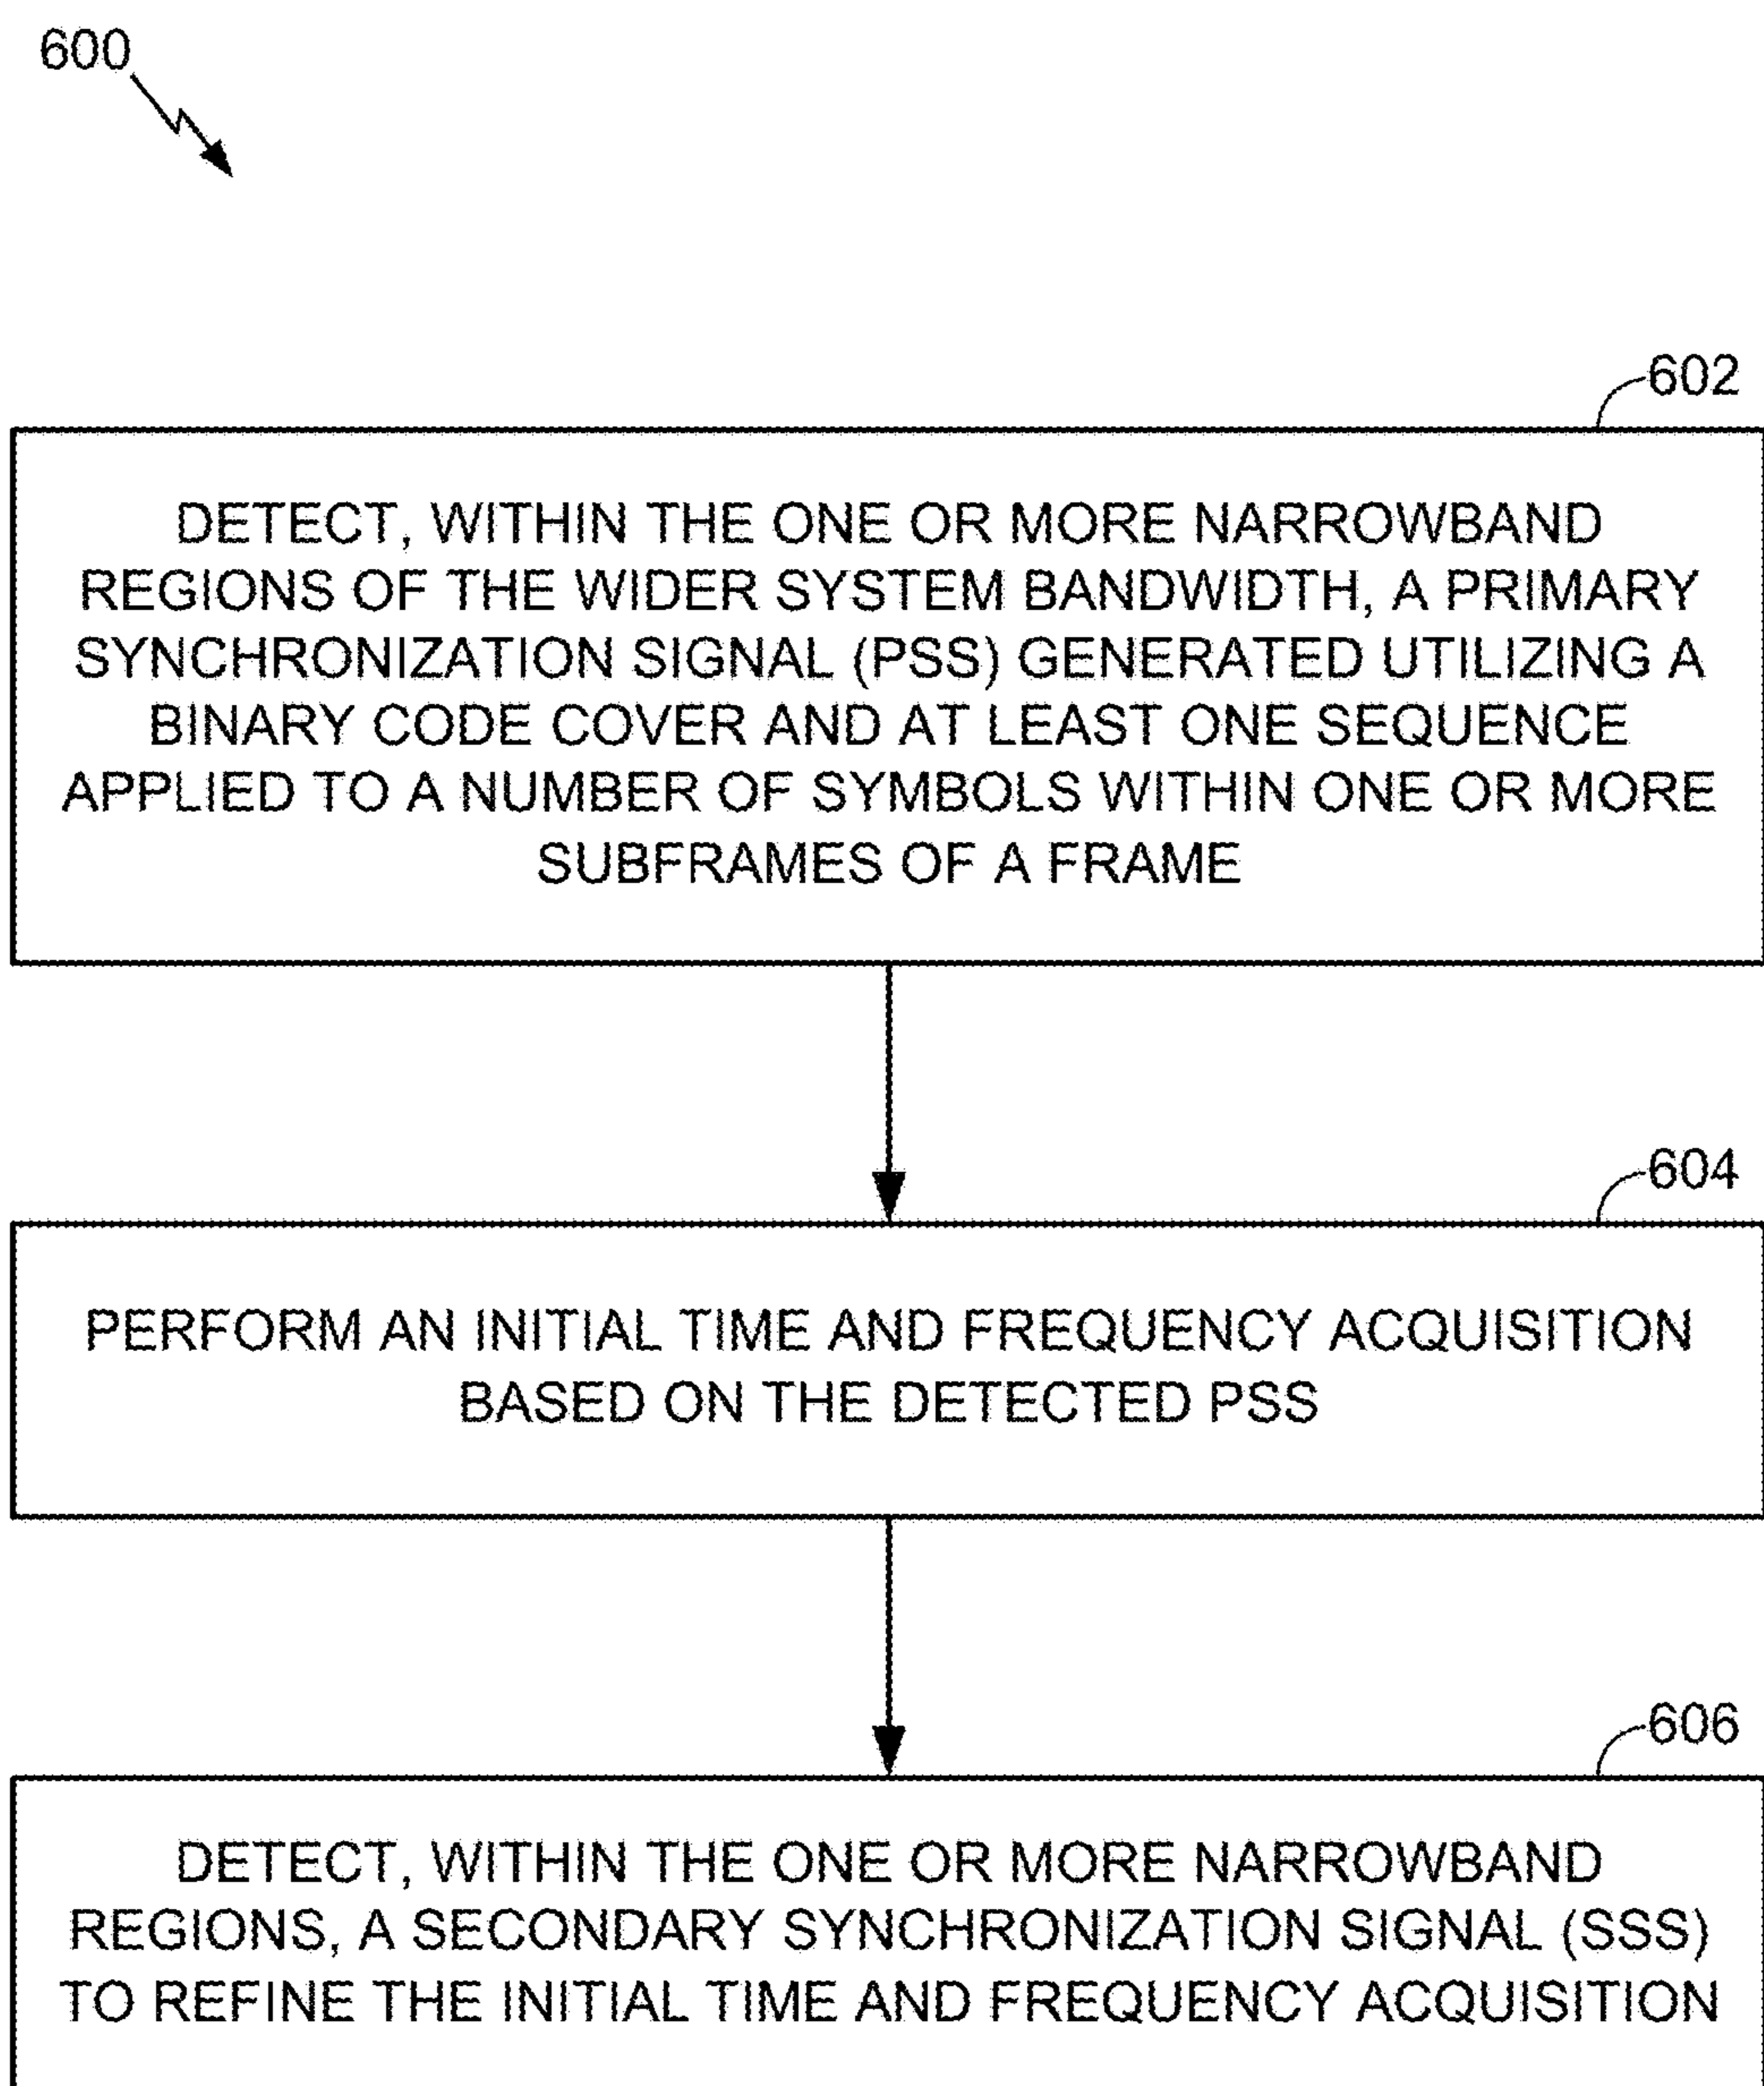 600
602
DETECT, WITHIN THE ONE OR MORE NARROWBAND
REGIONS OF THE WIDER SYSTEM BANDWIDTH, A PRIMARY
SYNCHRONIZATION SIGNAL (PSS) GENERATED UTILIZING A
BINARY CODE COVER AND AT LEAST ONE SEQUENCE
APPLIED TO A NUMBER OF SYMBOLS WITHIN ONE OR MORE
SUBFRAMES OF A FRAME
604
PERFORM AN INITIAL TIME AND FREQUENCY ACQUISITION
BASED ON THE DETECTED PSS
606
DETECT, WITHIN THE ONE OR MORE NARROWBAND
REGIONS, A SECONDARY SYNCHRONIZATION SIGNAL (SSS)
TO REFINE THE INITIAL TIME AND FREQUENCY ACQUISITION